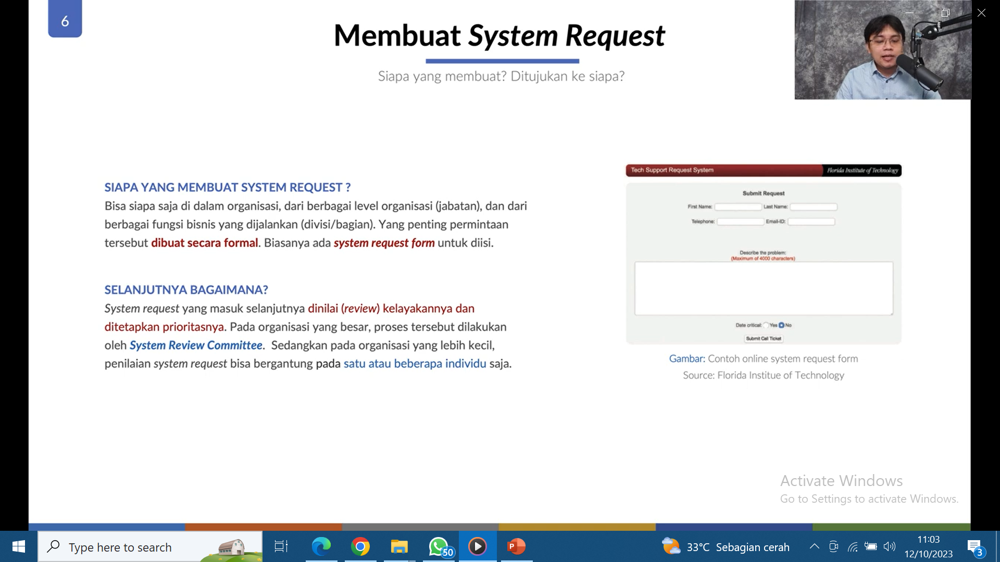 6
Membuat System Request
Siapa yang membuat? Ditujukan ke siapa?
SIAPA YANG MEMBUAT SYSTEM REQUEST ?
Bisa siapa saja di dalam organisasi, dari berbagai level organisasi (jabatan), dan dari
berbagai fungsi bisnis yang dijalankan (divisi/bagian). Yang penting permintaan
tersebut dibuat secara formal. Biasanya ada system request form untuk diisi.
SELANJUTNYA BAGAIMANA?
System request yang masuk selanjutnya dinilai (review) kelayakannya dan
ditetapkan prioritasnya. Pada organisasi yang besar, proses tersebut dilakukan
oleh System Review Committee. Sedangkan pada organisasi yang lebih kecil,
penilaian system request bisa bergantung pada satu atau beberapa individu saja.
Tech Support Request System Florida Institute of Technology
Submit Request
First Name: Last Name:
Telephone: Email-ID:
Describe the problem:
(Maximum of 4000 characters)
Date critical: Yes No
Submit Call Ticket
Gambar: Contoh online system request form
Source: Florida Institue of Technology
Activate Windows
Go to Settings to activate Windows.
Type here to search
50
P
33°C Sebagian cerah
11:03
12/10/2023
3